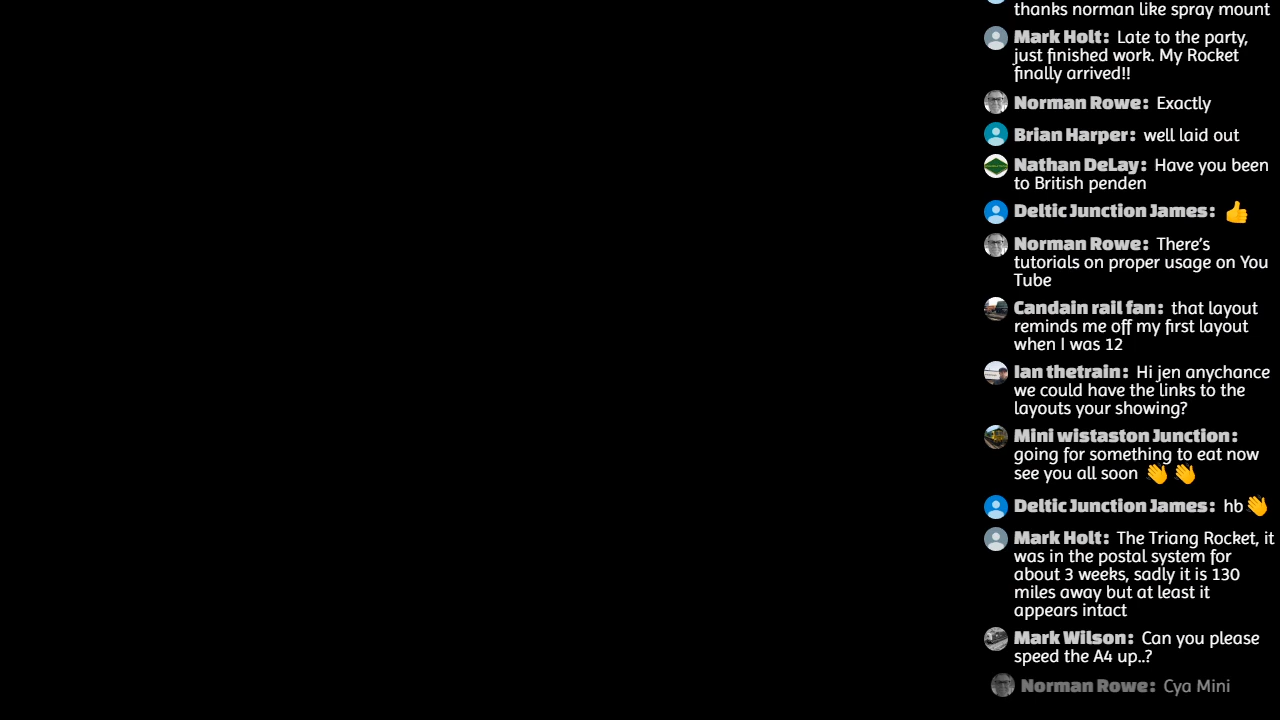 thanks norman like spray mount
Mark Holt: Late to the party,
just finished work. My Rocket
finally arrived!!
Norman Rowe: Exactly
Brian Harper: well laid out
Nathan DeLay: Have you been
to British penden
Deltic Junction James: 👍
Norman Rowe: There's
tutorials on proper usage on You
Tube
Candain rail fan: that layout
reminds me off my first layout
when I was 12
Ian thetrain: Hi jen anychance
we could have the links to the
layouts your showing?
Mini wistaston Junction:
going for something to eat now
see you all soon 👋 👋
Deltic Junction James: hb👋
Mark Holt: The Triang Rocket, it
was in the postal system for
about 3 weeks, sadly it is 130
miles away but at least it
appears intact
Mark Wilson: Can you please
speed the A4 up..?
Norman Rowe: Cya Mini